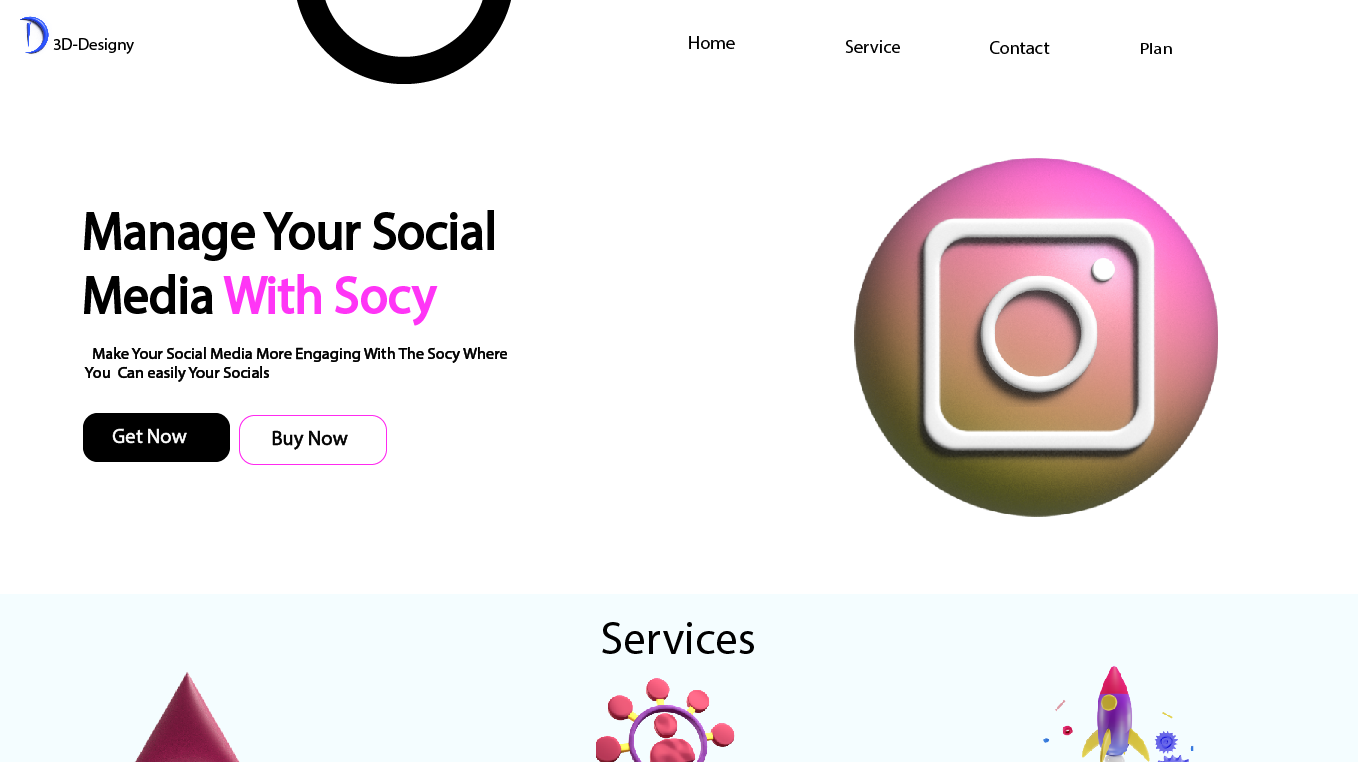 3D-Designy
Home
Service
Contact
Plan
Manage Your Social
Media With Socy
Make Your Social Media More Engaging With The Socy Where
You Can easily Your Socials
Get Now
Buy Now
Services